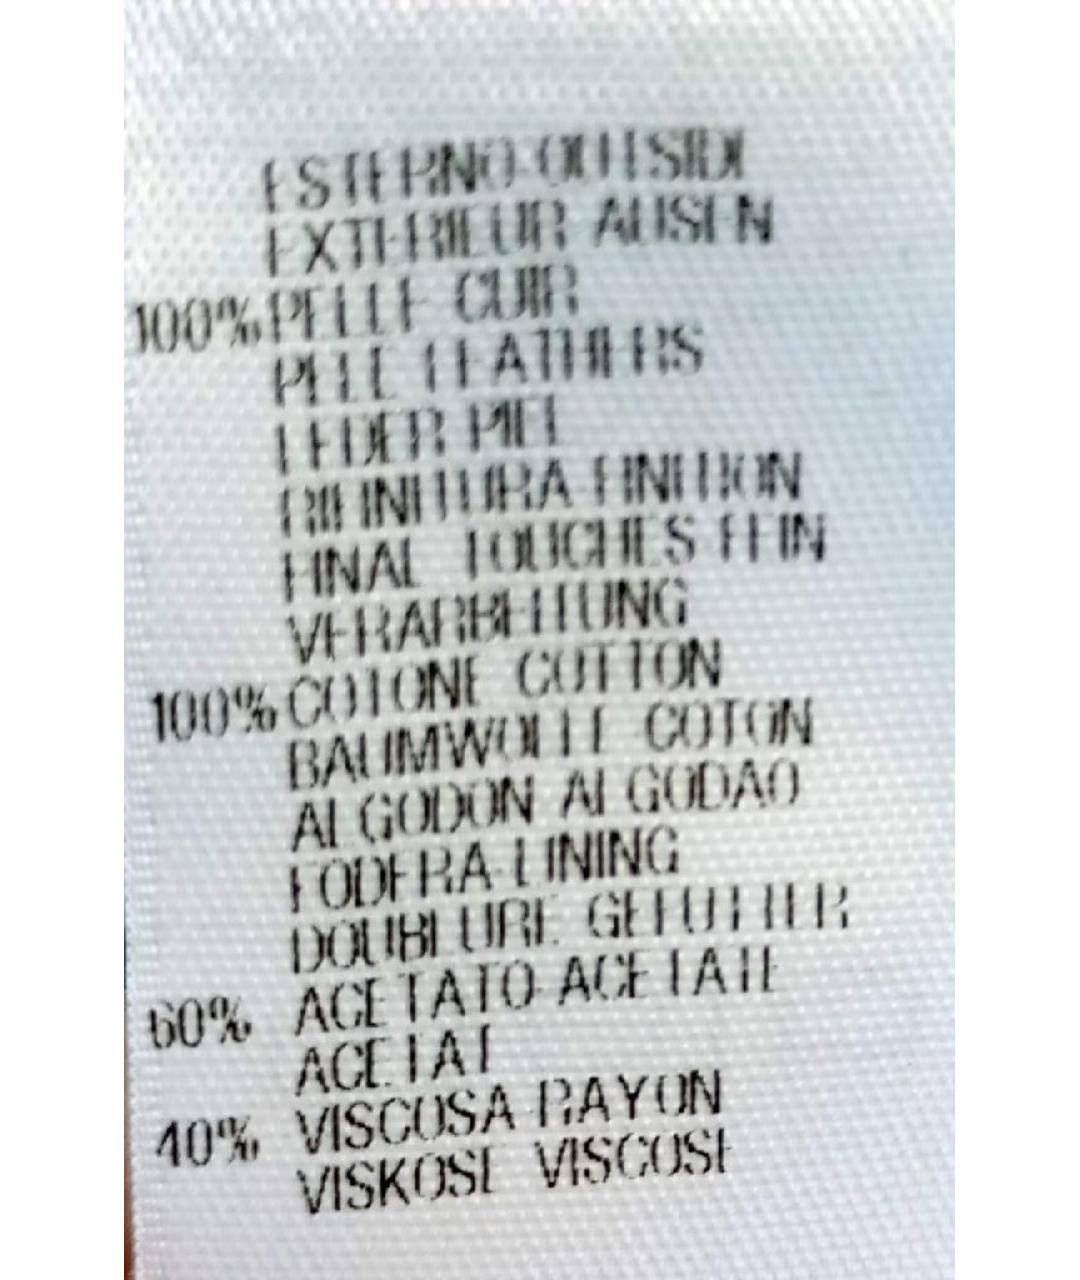 ESTERNO-OUTSIDE
EXTERIEUR AUSEN
100% PELLE CUIR
PELE LEATHERS
LEDER PIEL
RIFINITURA-FINITION
FINAL TOUCHES FEIN
VERARBEITUNG
100% COTONE COTTON
BAUMWOLLE COTON
ALGODON ALGODAO
FODERA-LINING
DOUBLURE GEFUTTER
60% ACETATO-ACETATE
ACETAT
40% VISCOSA-RAYON
VISKOSE VISCOSE